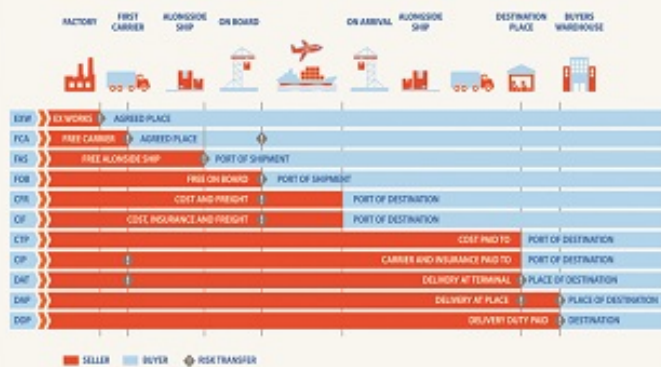 FACTORY
FIRST CARRIER
ALONGSIDE SHIP
ON BOARD
ON ARRIVAL
ALONGSIDE SHIP
DESTINATION PLACE
BUYERS WAREHOUSE
EXW EX WORKS AGREED PLACE
FCA FREE CARRIER AGREED PLACE
FAS FREE ALONSIDE SHIP PORT OF SHIPMENT
FOB FREE ON BOARD PORT OF SHIPMENT
CFR COST AND FREIGHT PORT OF DESTINATION
CIF COST, INSURANCE AND FREIGHT PORT OF DESTINATION
CTP COST PAID TO PORT OF DESTINATION
CIP CARRIER AND INSURANCE PAID TO PORT OF DESTINATION
DAT DELIVERY AT TERMINAL PLACE OF DESTINATION
DAP DELIVERY AT PLACE PLACE OF DESTINATION
DDP DELIVERY DUTY PAID DESTINATION
SELLER BUYER RISK TRANSFER